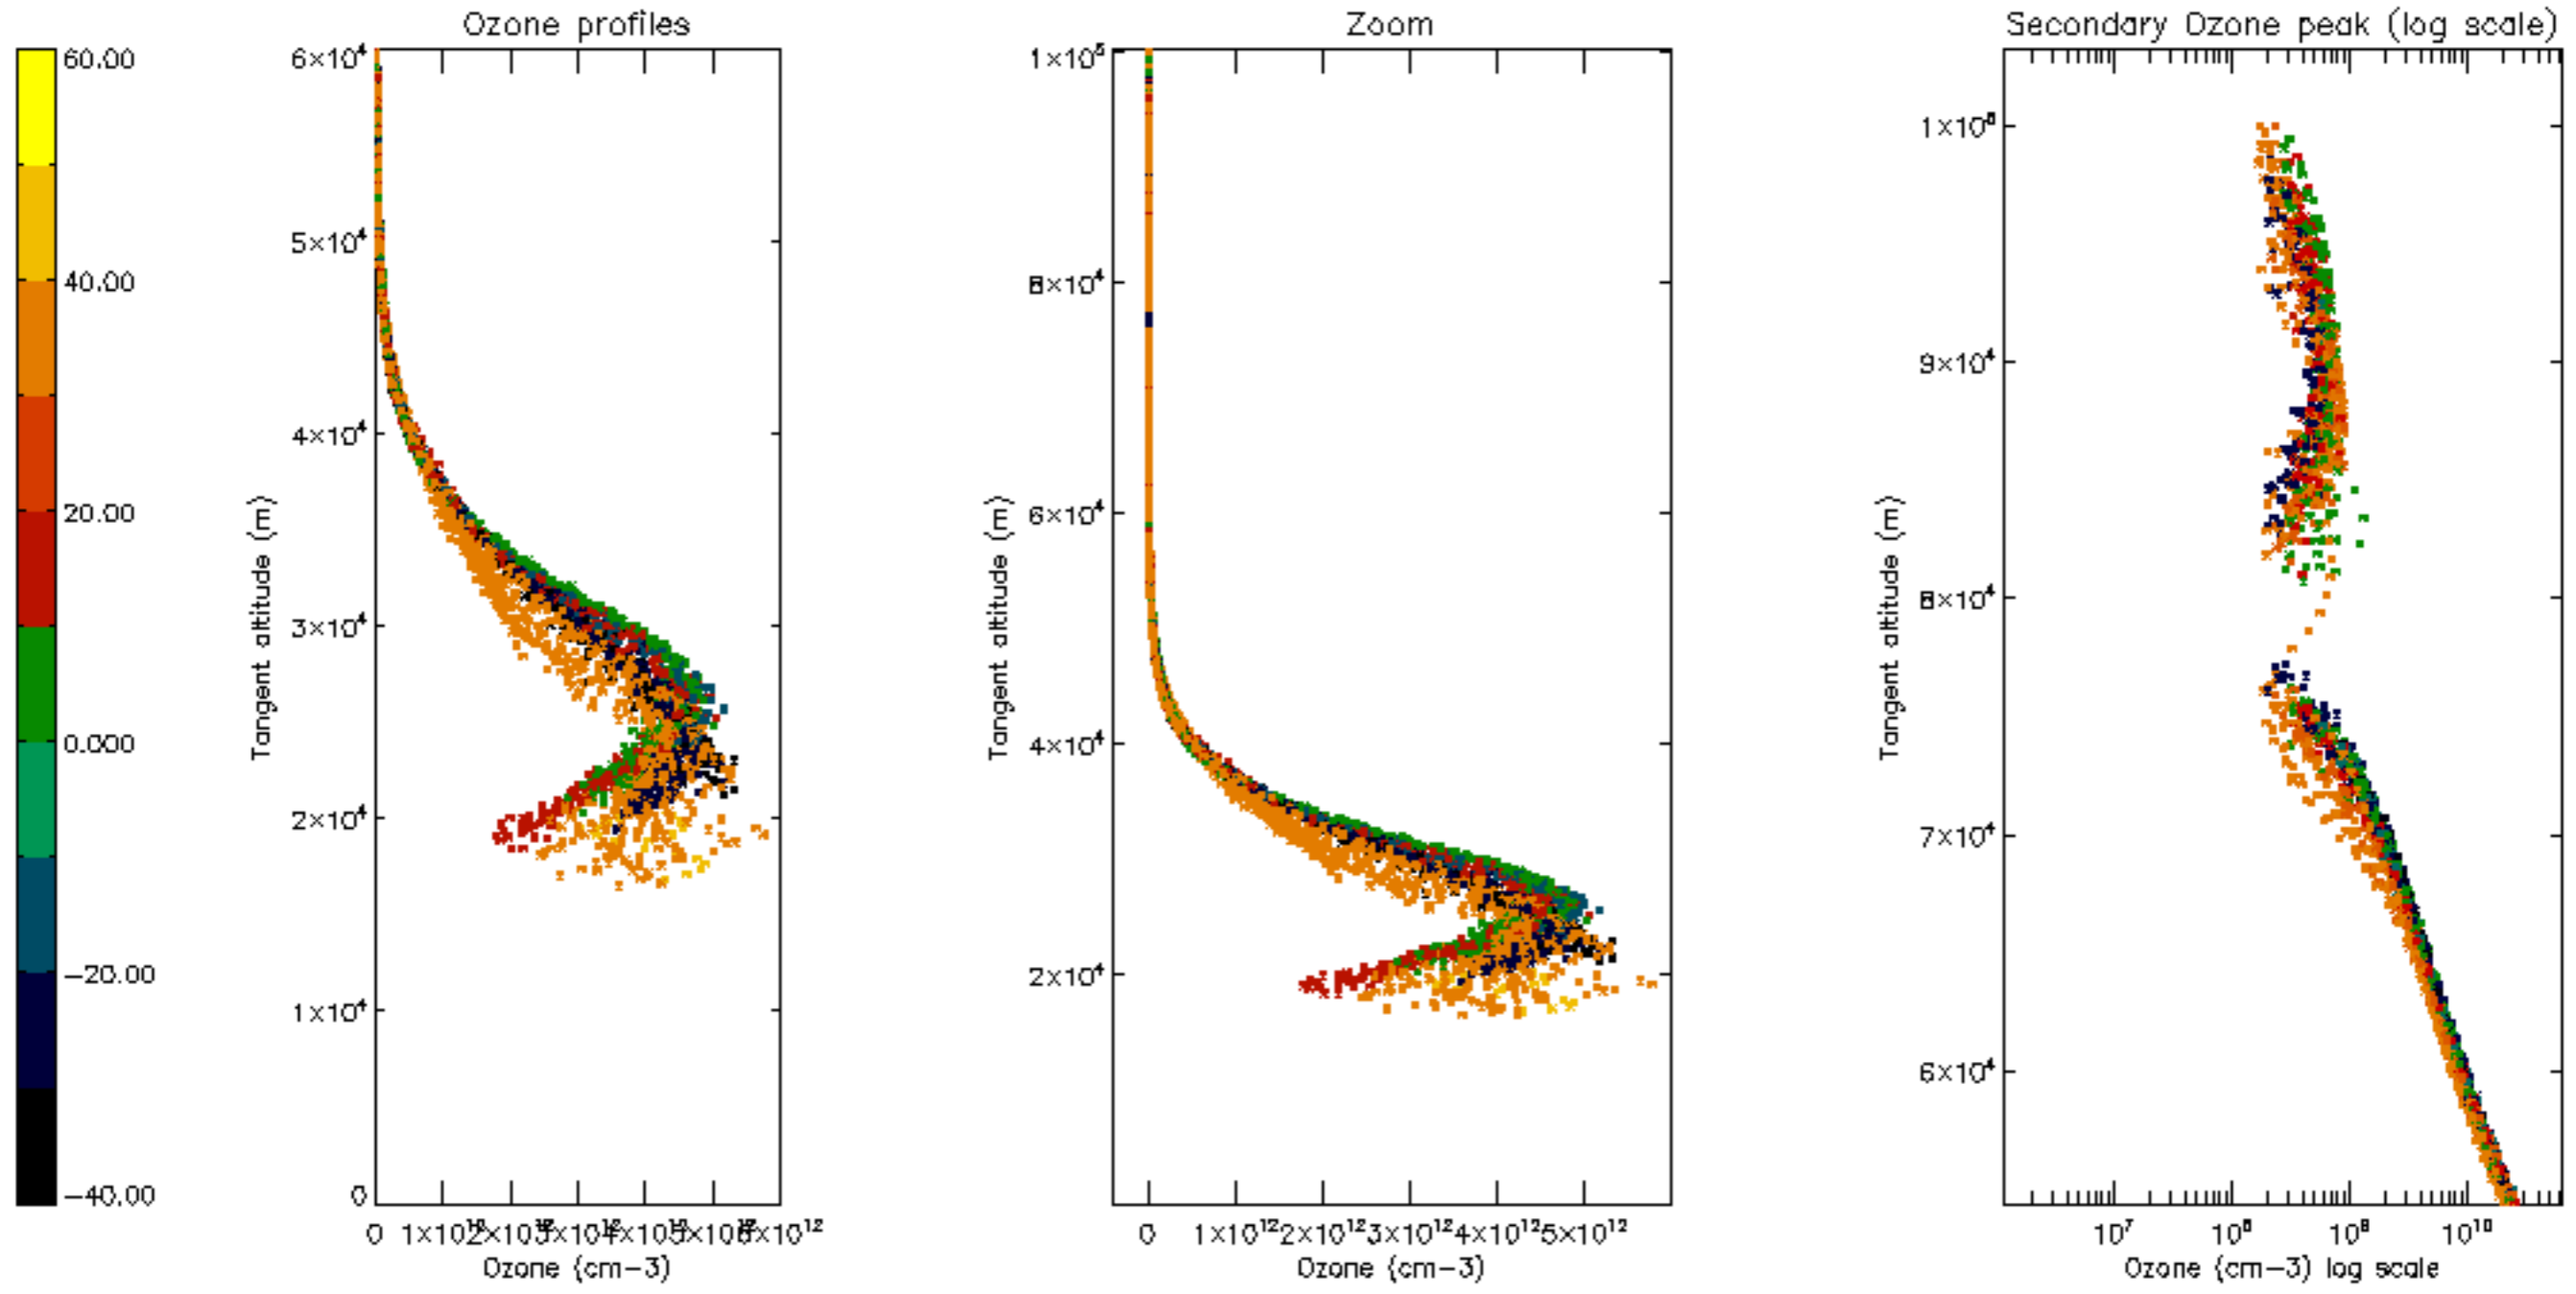 Ozone profiles
Zoom
Secondary Ozone peak (log scale)
60.00
40.00
20.00
0.000
−20.00
−40.00
6×10⁴
5×10⁴
4×10⁴
3×10⁴
2×10⁴
1×10⁴
0
Tangent altitude (m)
0
Ozone (cm−3)
1×10⁵
8×10⁴
6×10⁴
4×10⁴
2×10⁴
Tangent altitude (m)
0 1×10¹² 2×10¹² 3×10¹² 4×10¹² 5×10¹²
Ozone (cm−3)
1×10⁵
9×10⁴
8×10⁴
7×10⁴
6×10⁴
Tangent altitude (m)
10⁷ 10⁸ 10⁹ 10¹⁰
Ozone (cm−3) log scale